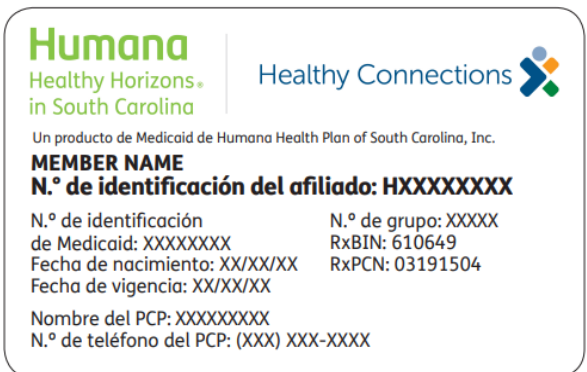 Humana
Healthy Horizons®
in South Carolina
Healthy Connections
Un producto de Medicaid de Humana Health Plan of South Carolina, Inc.
MEMBER NAME
N.º de identificación del afiliado: HXXXXXXXX
N.º de identificación
de Medicaid: XXXXXXXX
Fecha de nacimiento: XX/XX/XX
Fecha de vigencia: XX/XX/XX
N.º de grupo: XXXXX
RxBIN: 610649
RxPCN: 03191504
Nombre del PCP: XXXXXXXXX
N.º de teléfono del PCP: (XXX) XXX-XXXX